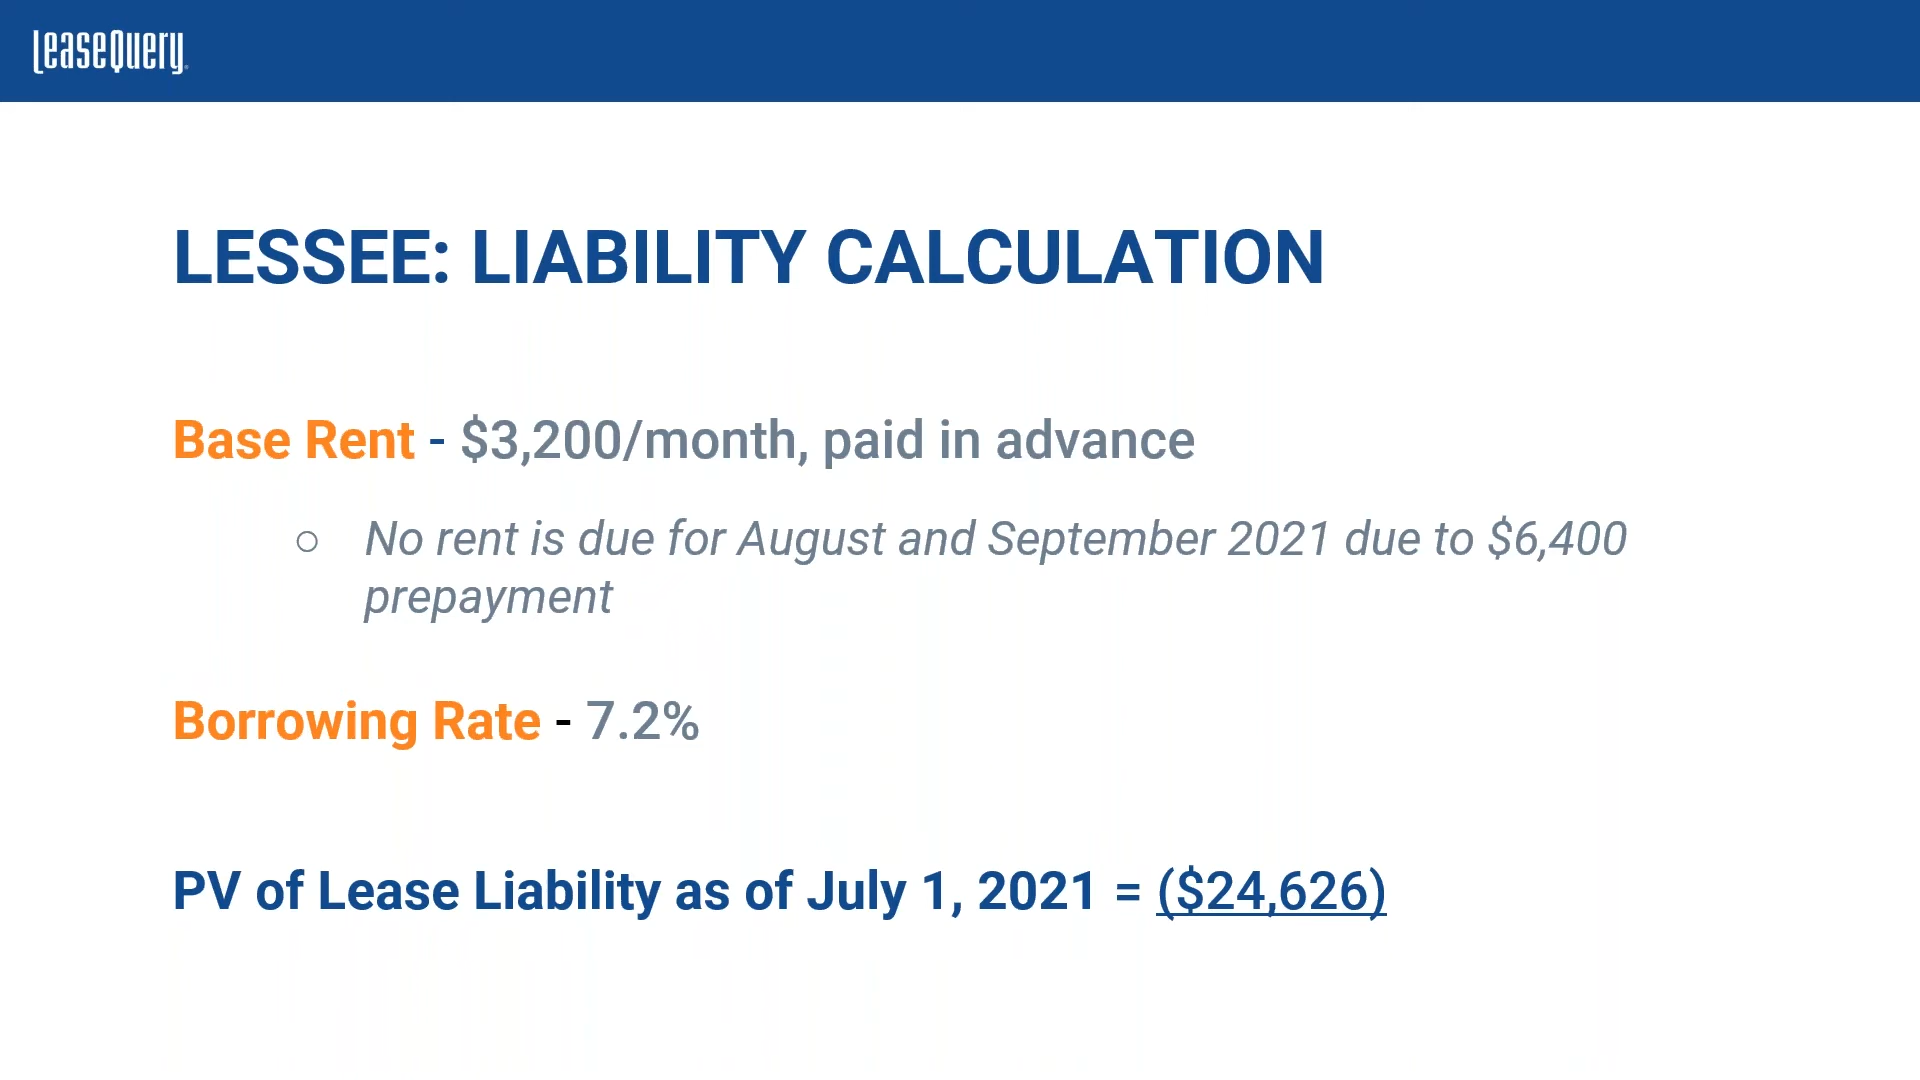 LeaseQuery
LESSEE: LIABILITY CALCULATION
Base Rent - $3,200/month, paid in advance
○ No rent is due for August and September 2021 due to $6,400
prepayment
Borrowing Rate - 7.2%
PV of Lease Liability as of July 1, 2021 = ($24,626)